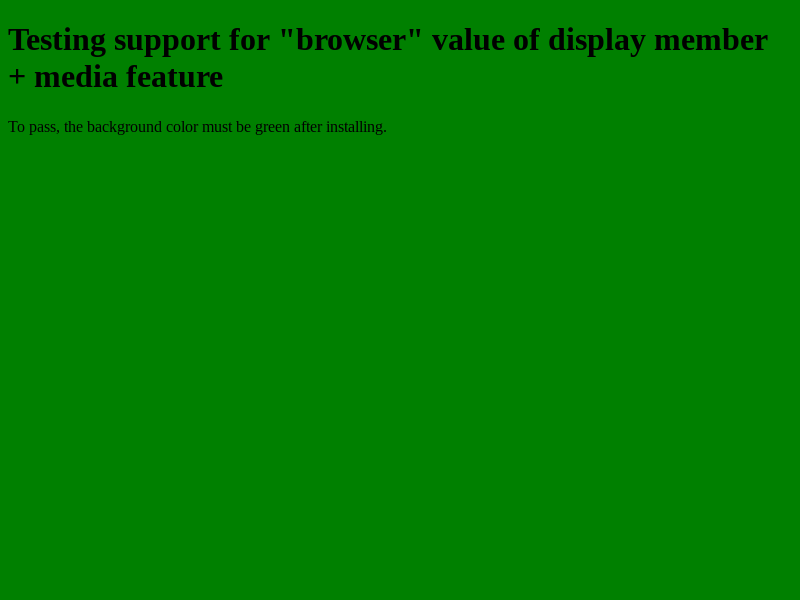 Testing support for "browser" value of display member
+ media feature
To pass, the background color must be green after installing.